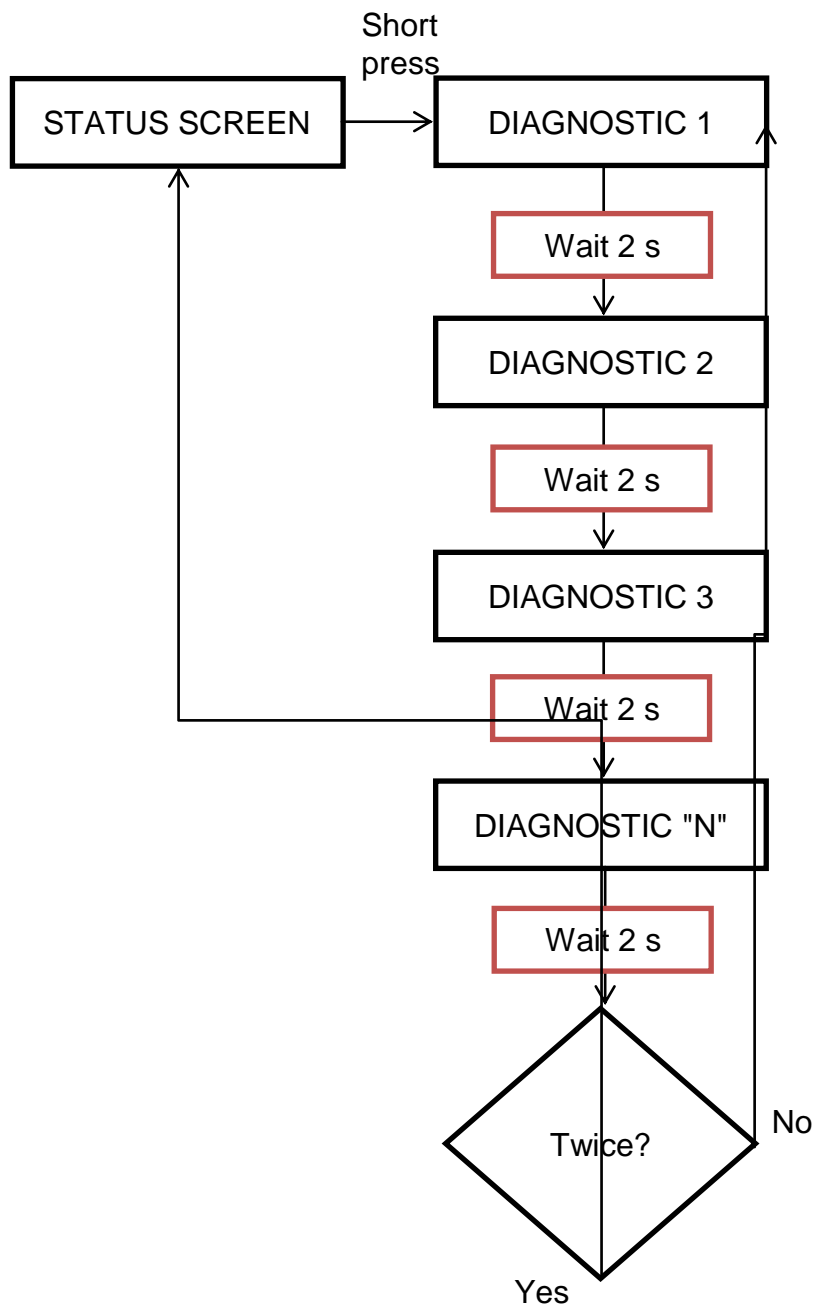 Short
press
STATUS SCREEN
DIAGNOSTIC 1
Wait 2 s
DIAGNOSTIC 2
Wait 2 s
DIAGNOSTIC 3
Wait 2 s
DIAGNOSTIC "N"
Wait 2 s
Twice?
No
Yes